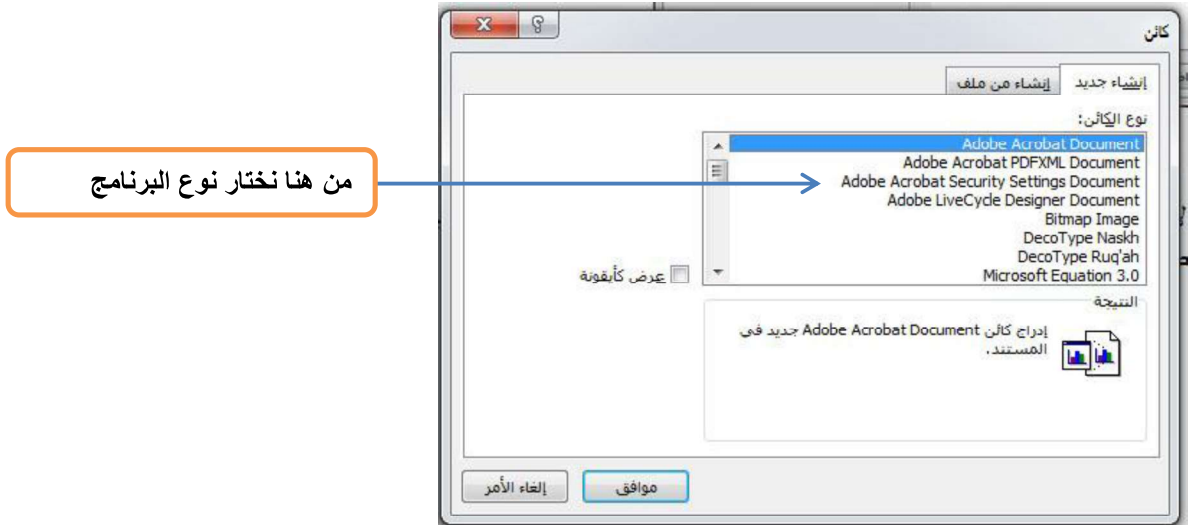 كائن
إنشاء جديد
إنشاء من ملف
نوع الكائن:
Adobe Acrobat Document
Adobe Acrobat PDFXML Document
Adobe Acrobat Security Settings Document
Adobe LiveCycle Designer Document
Bitmap Image
DecoType Naskh
DecoType Ruq'ah
Microsoft Equation 3.0
عرض كأيقونة
من هنا نختار نوع البرنامج
النتيجة
إدراج كائن Adobe Acrobat Document جديد في
المستند.
موافق
إلغاء الأمر